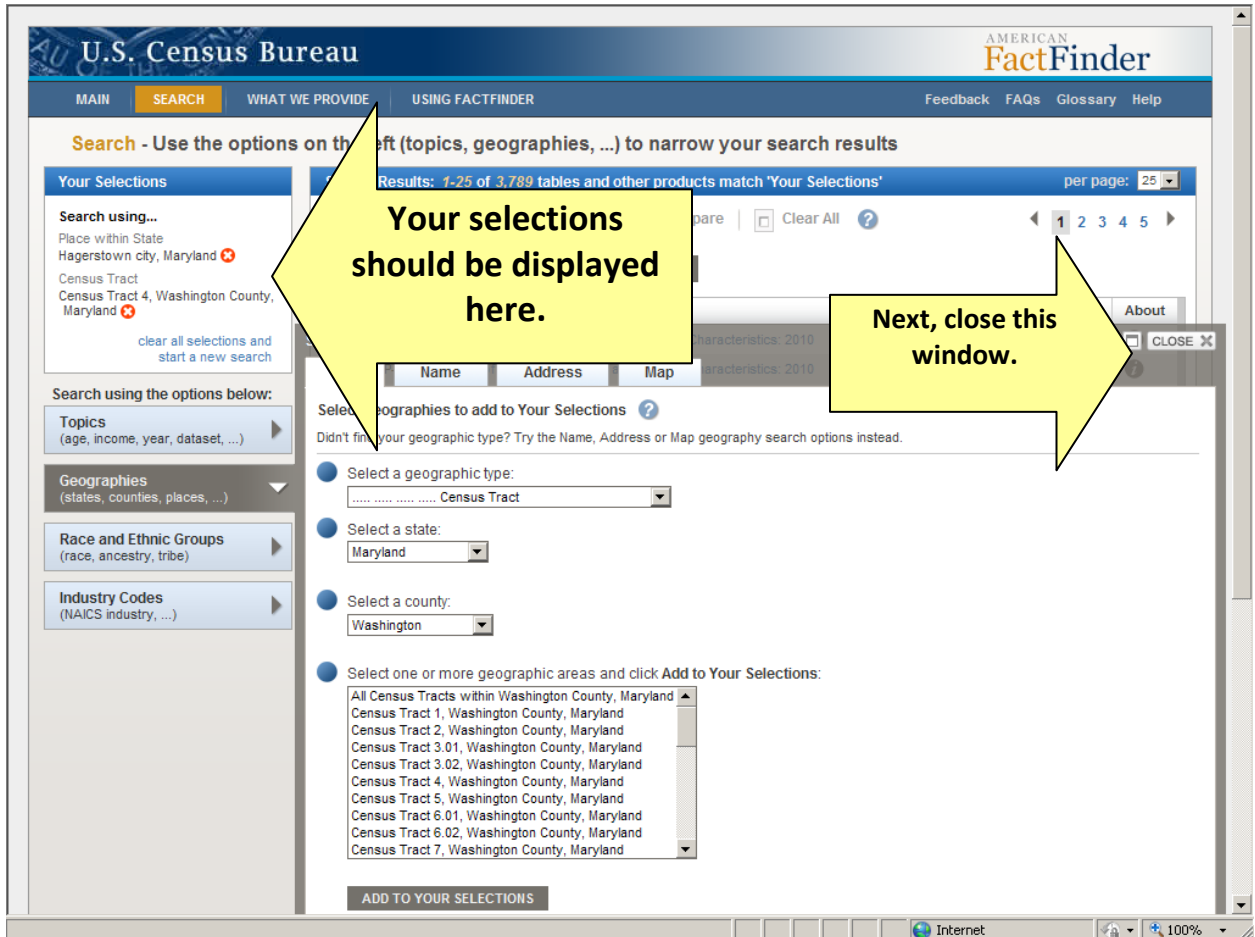 U.S. Census Bureau
AMERICAN
FactFinder
MAIN SEARCH WHAT WE PROVIDE USING FACTFINDER Feedback FAQs Glossary Help
Search - Use the options on the left (topics, geographies, ...) to narrow your search results
Your Selections
Search using...
Place within State
Hagerstown city, Maryland
Census Tract
Census Tract 4, Washington County,
Maryland
clear all selections and
start a new search
Search using the options below:
Topics
(age, income, year, dataset, ...)
Geographies
(states, counties, places, ...)
Race and Ethnic Groups
(race, ancestry, tribe)
Industry Codes
(NAICS industry, ...)
Results: 1-25 of 3,789 tables and other products match 'Your Selections' per page: 25
Clear All 1 2 3 4 5
Your selections
should be displayed
here.
Next, close this
window.
About
Characteristics: 2010
CLOSE
Name Address Map
Select geographies to add to Your Selections
Didn't find your geographic type? Try the Name, Address or Map geography search options instead.
Select a geographic type:
..... ..... ..... ..... Census Tract
Select a state:
Maryland
Select a county:
Washington
Select one or more geographic areas and click Add to Your Selections:
All Census Tracts within Washington County, Maryland
Census Tract 1, Washington County, Maryland
Census Tract 2, Washington County, Maryland
Census Tract 3.01, Washington County, Maryland
Census Tract 3.02, Washington County, Maryland
Census Tract 4, Washington County, Maryland
Census Tract 5, Washington County, Maryland
Census Tract 6.01, Washington County, Maryland
Census Tract 6.02, Washington County, Maryland
Census Tract 7, Washington County, Maryland
ADD TO YOUR SELECTIONS
Internet 100%